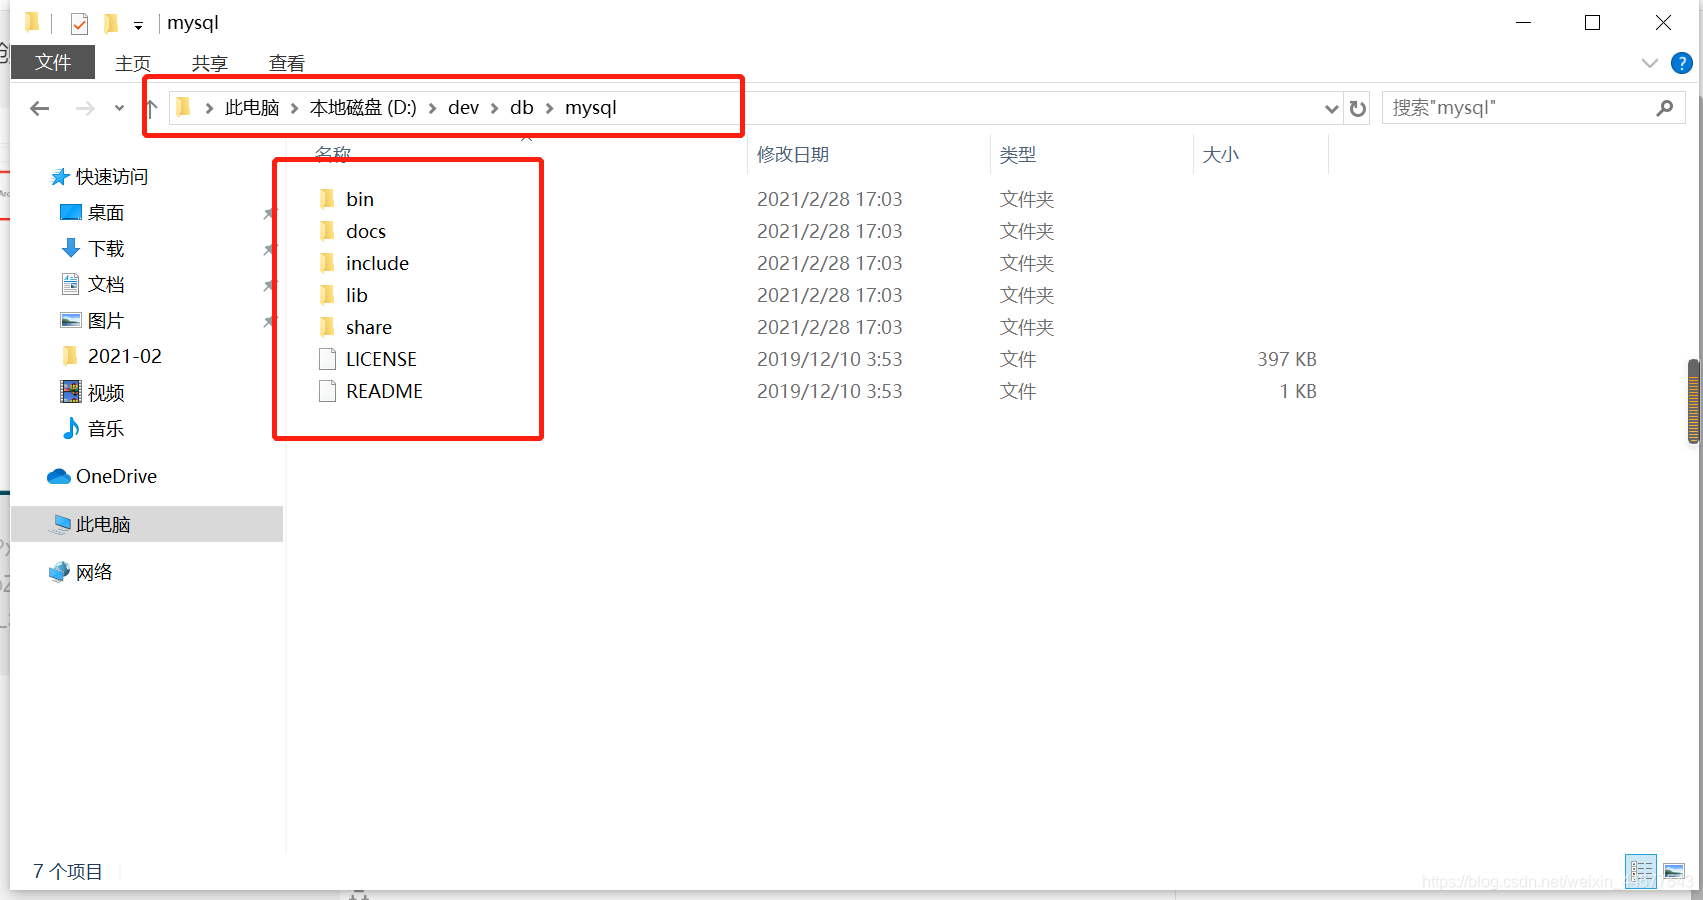 mysql
文件 主页 共享 查看
此电脑 本地磁盘 (D:) dev db mysql
搜索"mysql"
名称 修改日期 类型 大小
快速访问
桌面
下载
文档
图片
2021-02
视频
音乐
OneDrive
此电脑
网络
bin 2021/2/28 17:03 文件夹
docs 2021/2/28 17:03 文件夹
include 2021/2/28 17:03 文件夹
lib 2021/2/28 17:03 文件夹
share 2021/2/28 17:03 文件夹
LICENSE 2019/12/10 3:53 文件 397 KB
README 2019/12/10 3:53 文件 1 KB
7 个项目